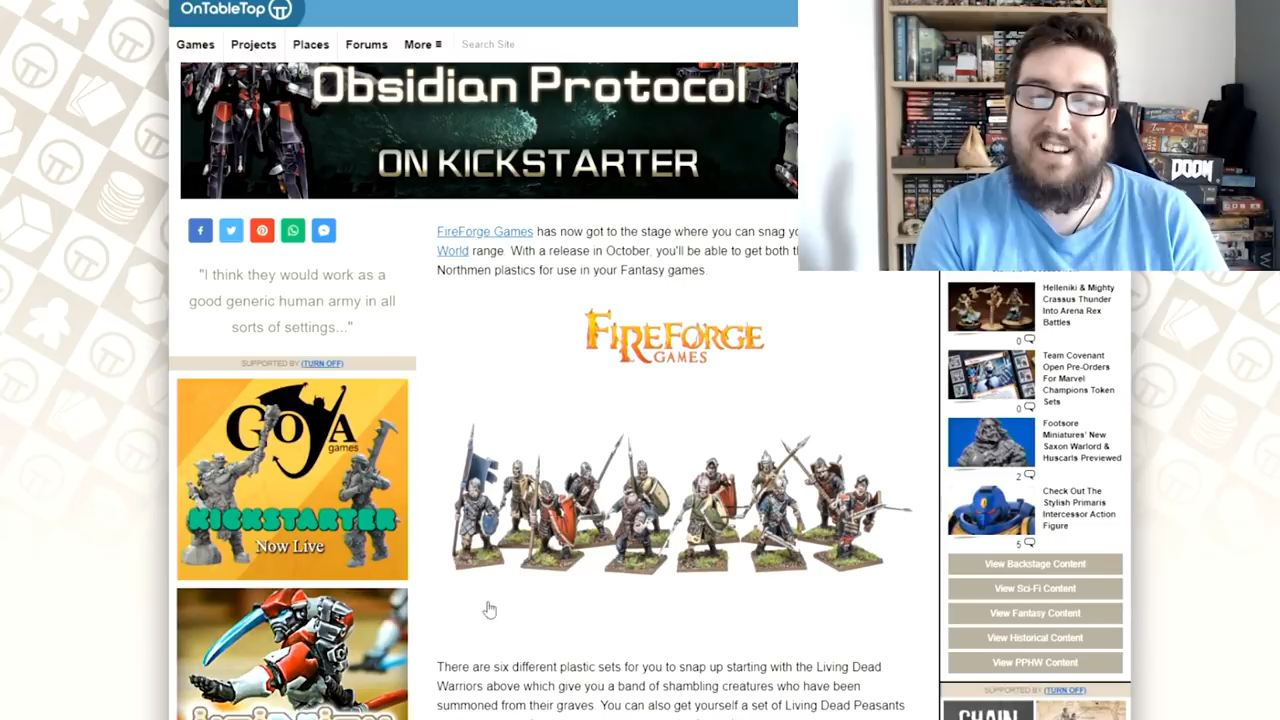 OnTableTop
Games Projects Places Forums More ≡ Search Site
Obsidian Protocol
ON KICKSTARTER
"I think they would work as a
good generic human army in all
sorts of settings..."
SUPPORTED BY (TURN OFF)
GOYA
games
KICKSTARTER
Now Live
FireForge Games has now got to the stage where you can snag
World range. With a release in October, you'll be able to get both
Northmen plastics for use in your Fantasy games.
FIREFORGE
GAMES
There are six different plastic sets for you to snap up starting with the Living Dead
Warriors above which give you a band of shambling creatures who have been
summoned from their graves. You can also get yourself a set of Living Dead Peasants
DOOM
Helleniki & Mighty
Crassus Thunder
Into Arena Rex
Battles
0
Team Covenant
Open Pre-Orders
For Marvel
Champions Token
Sets
0
Footsore
Miniatures' New
Saxon Warlord &
Huscarls Previewed
2
Check Out The
Stylish Primaris
Intercessor Action
Figure
5
View Backstage Content
View Sci-Fi Content
View Fantasy Content
View Historical Content
View PPHW Content
SUPPORTED BY (TURN OFF)
CHAIN